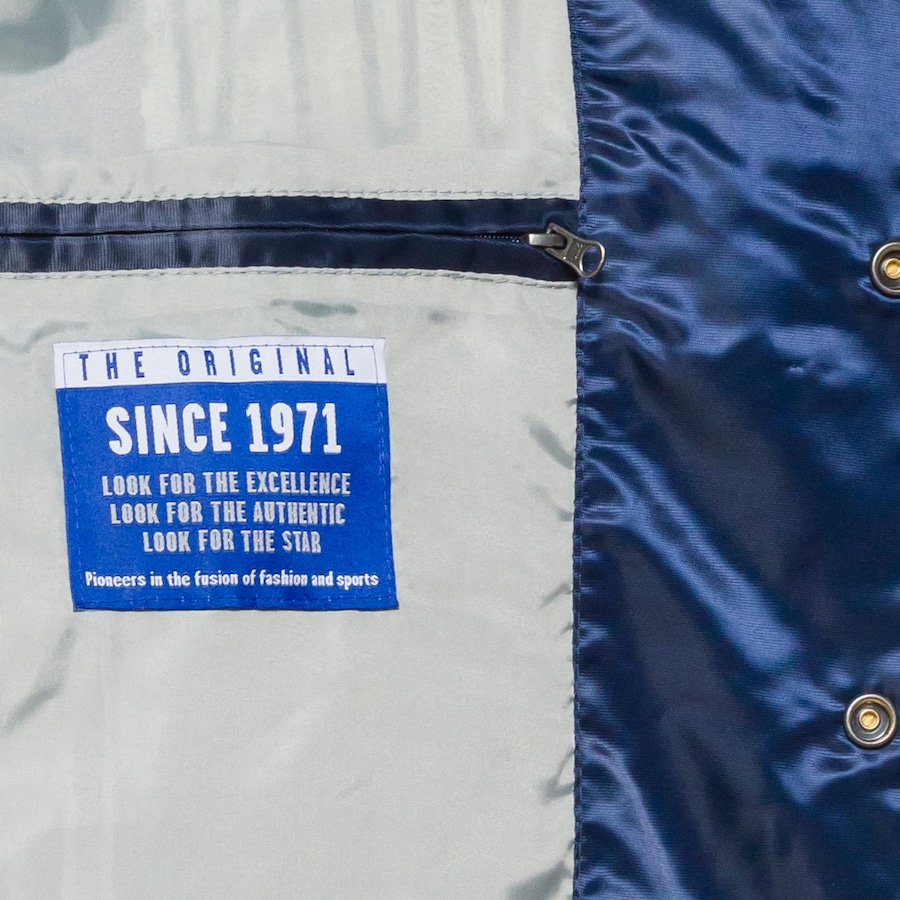 THE ORIGINAL
SINCE 1971
LOOK FOR THE EXCELLENCE
LOOK FOR THE AUTHENTIC
LOOK FOR THE STAR
Pioneers in the fusion of fashion and sports